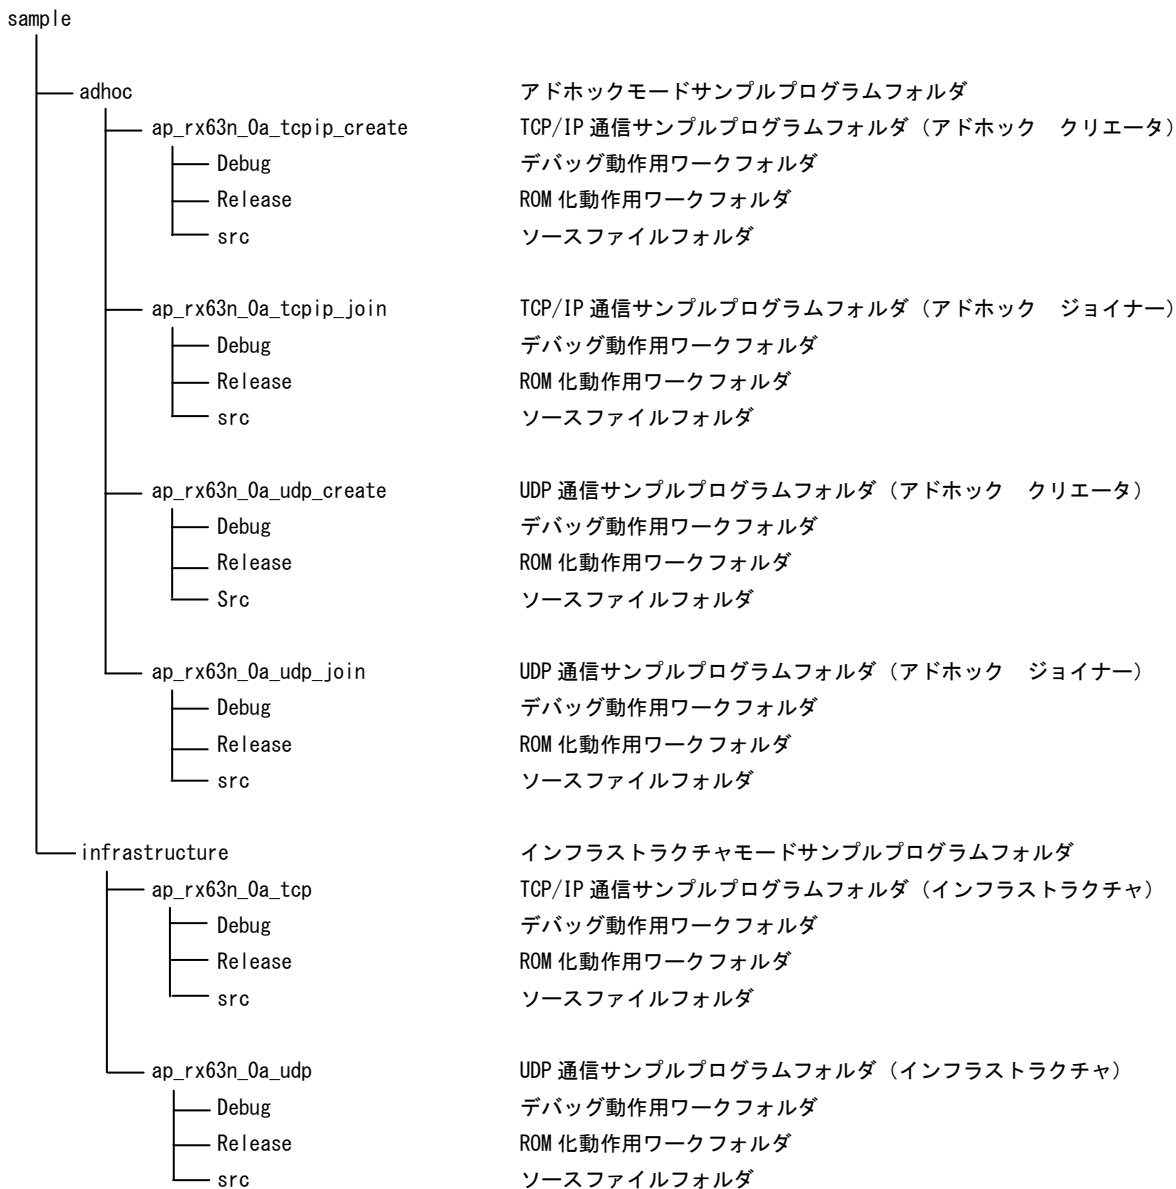 sample
adhoc アドホックモードサンプルプログラムフォルダ
ap_rx63n_0a_tcpip_create TCP/IP 通信サンプルプログラムフォルダ（アドホック　クリエータ）
Debug デバッグ動作用ワークフォルダ
Release ROM 化動作用ワークフォルダ
src ソースファイルフォルダ
ap_rx63n_0a_tcpip_join TCP/IP 通信サンプルプログラムフォルダ（アドホック　ジョイナー）
Debug デバッグ動作用ワークフォルダ
Release ROM 化動作用ワークフォルダ
src ソースファイルフォルダ
ap_rx63n_0a_udp_create UDP 通信サンプルプログラムフォルダ（アドホック　クリエータ）
Debug デバッグ動作用ワークフォルダ
Release ROM 化動作用ワークフォルダ
Src ソースファイルフォルダ
ap_rx63n_0a_udp_join UDP 通信サンプルプログラムフォルダ（アドホック　ジョイナー）
Debug デバッグ動作用ワークフォルダ
Release ROM 化動作用ワークフォルダ
src ソースファイルフォルダ
infrastructure インフラストラクチャモードサンプルプログラムフォルダ
ap_rx63n_0a_tcp TCP/IP 通信サンプルプログラムフォルダ（インフラストラクチャ）
Debug デバッグ動作用ワークフォルダ
Release ROM 化動作用ワークフォルダ
src ソースファイルフォルダ
ap_rx63n_0a_udp UDP 通信サンプルプログラムフォルダ（インフラストラクチャ）
Debug デバッグ動作用ワークフォルダ
Release ROM 化動作用ワークフォルダ
src ソースファイルフォルダ